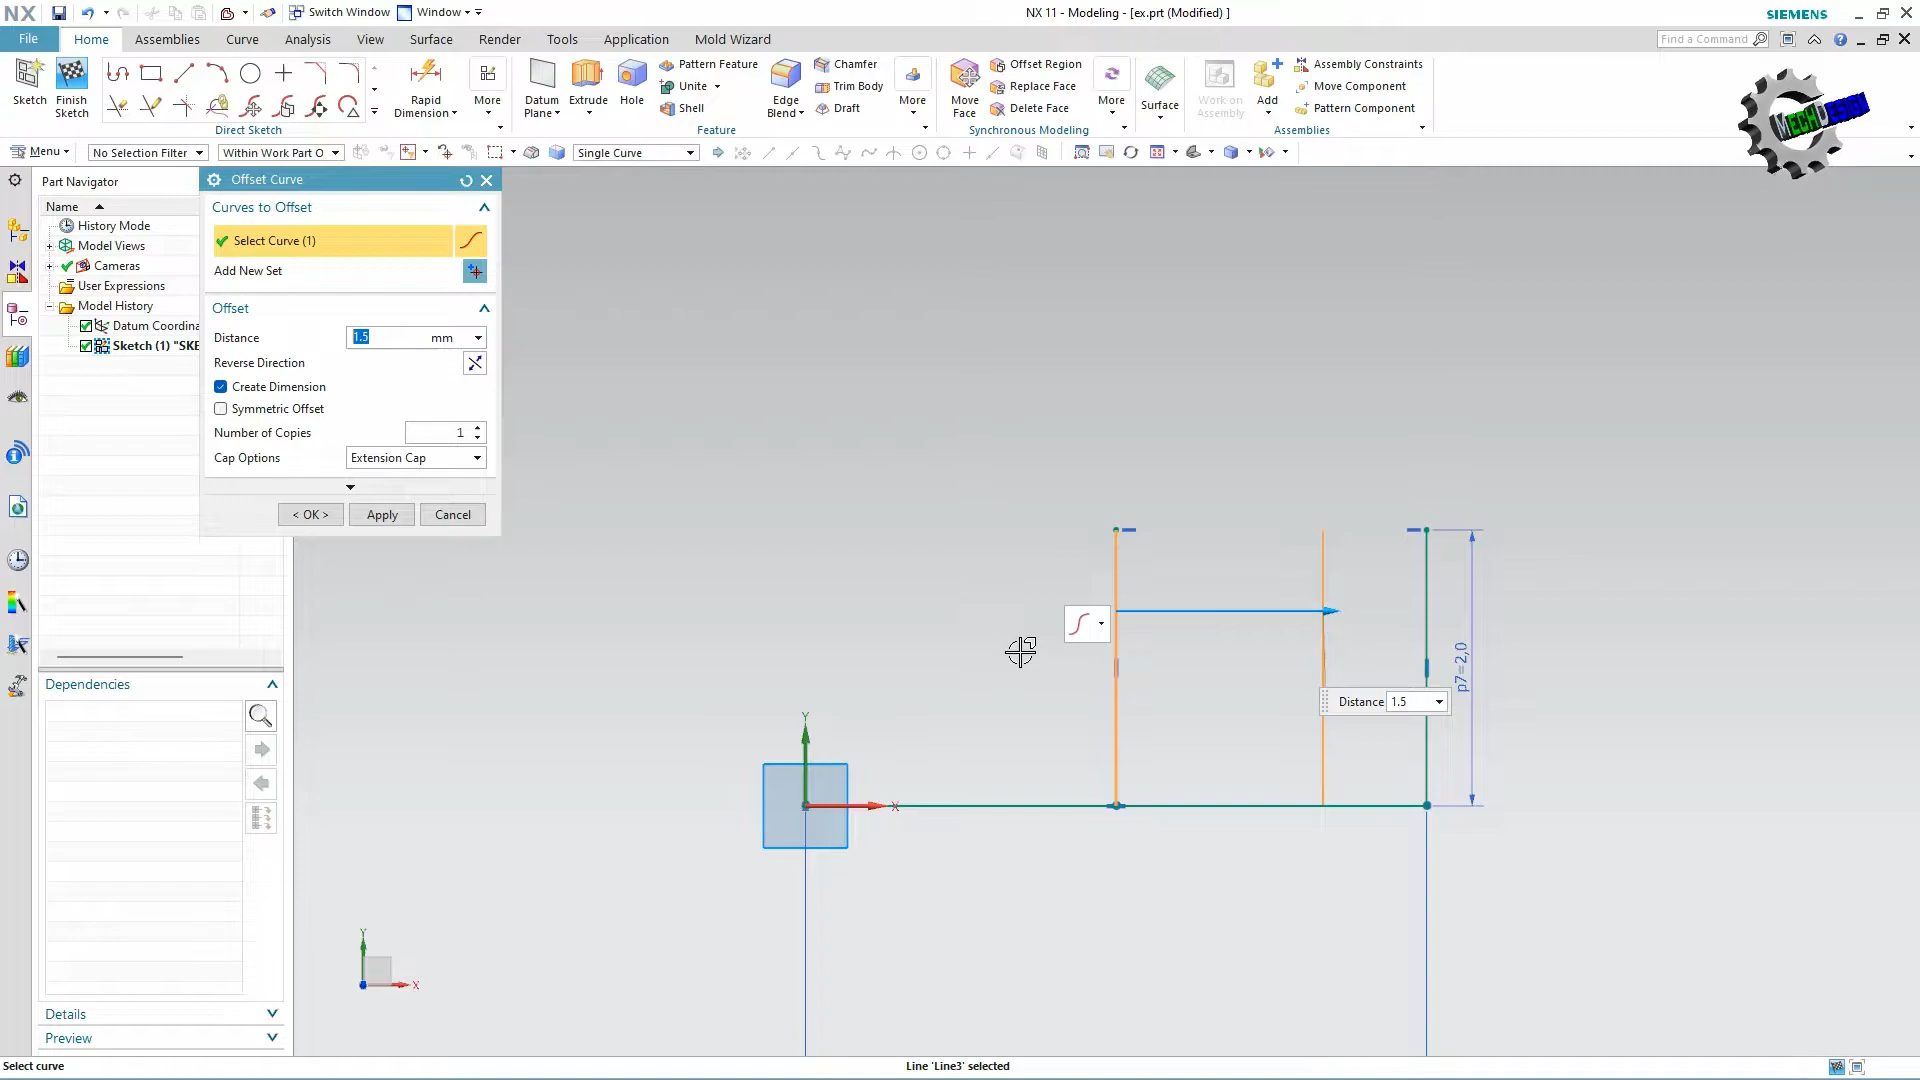 NX
Switch Window
Window
NX 11 - Modeling - [ex.prt (Modified) ]
SIEMENS
File
Home
Assemblies
Curve
Analysis
View
Surface
Render
Tools
Application
Mold Wizard
Find a Command
Sketch
Finish Sketch
Rapid Dimension
More
Datum Plane
Extrude
Hole
Pattern Feature
Unite
Shell
Edge Blend
Chamfer
Trim Body
Draft
More
Move Face
Offset Region
Replace Face
Delete Face
More
Surface
Work on Assembly
Add
Assembly Constraints
Move Component
Pattern Component
Direct Sketch
Feature
Synchronous Modeling
Assemblies
MECHDESIGN
Menu
No Selection Filter
Within Work Part O
Single Curve
Part Navigator
Name
History Mode
Model Views
Cameras
User Expressions
Model History
Datum Coordina
Sketch (1) "SKE
Offset Curve
Curves to Offset
Select Curve (1)
Add New Set
Offset
Distance
1.5
mm
Reverse Direction
Create Dimension
Symmetric Offset
Number of Copies
1
Cap Options
Extension Cap
< OK >
Apply
Cancel
p7=2,0
Distance
1.5
Y
X
Y
X
Dependencies
Details
Preview
Select curve
Line 'Line3' selected